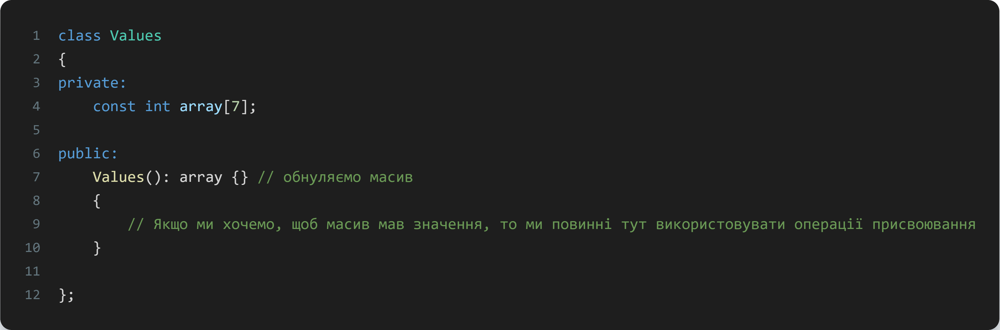 1 class Values
2 {
3 private:
4     const int array[7];
5
6 public:
7     Values(): array {} // обнуляємо масив
8     {
9         // Якщо ми хочемо, щоб масив мав значення, то ми повинні тут використовувати операції присвоювання
10     }
11
12 };